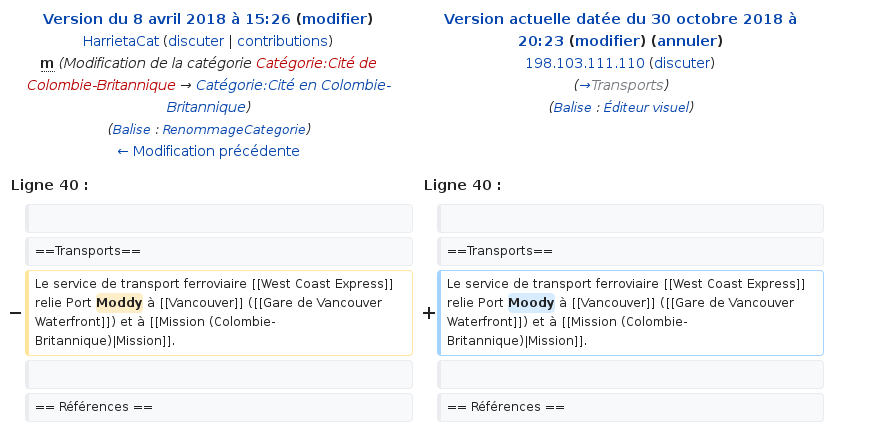 Version du 8 avril 2018 à 15:26 (modifier)
HarrietaCat (discuter | contributions)
m (Modification de la catégorie Catégorie:Cité de
Colombie-Britannique → Catégorie:Cité en Colombie-
Britannique)
(Balise : RenommageCategorie)
← Modification précédente
Version actuelle datée du 30 octobre 2018 à
20:23 (modifier) (annuler)
198.103.111.110 (discuter)
(→Transports)
(Balise : Éditeur visuel)
Ligne 40 :
Ligne 40 :
==Transports==
==Transports==
− Le service de transport ferroviaire [[West Coast Express]]
relie Port Moddy à [[Vancouver]] ([[Gare de Vancouver
Waterfront]]) et à [[Mission (Colombie-
Britannique)|Mission]].
+ Le service de transport ferroviaire [[West Coast Express]]
relie Port Moody à [[Vancouver]] ([[Gare de Vancouver
Waterfront]]) et à [[Mission (Colombie-
Britannique)|Mission]].
== Références ==
== Références ==